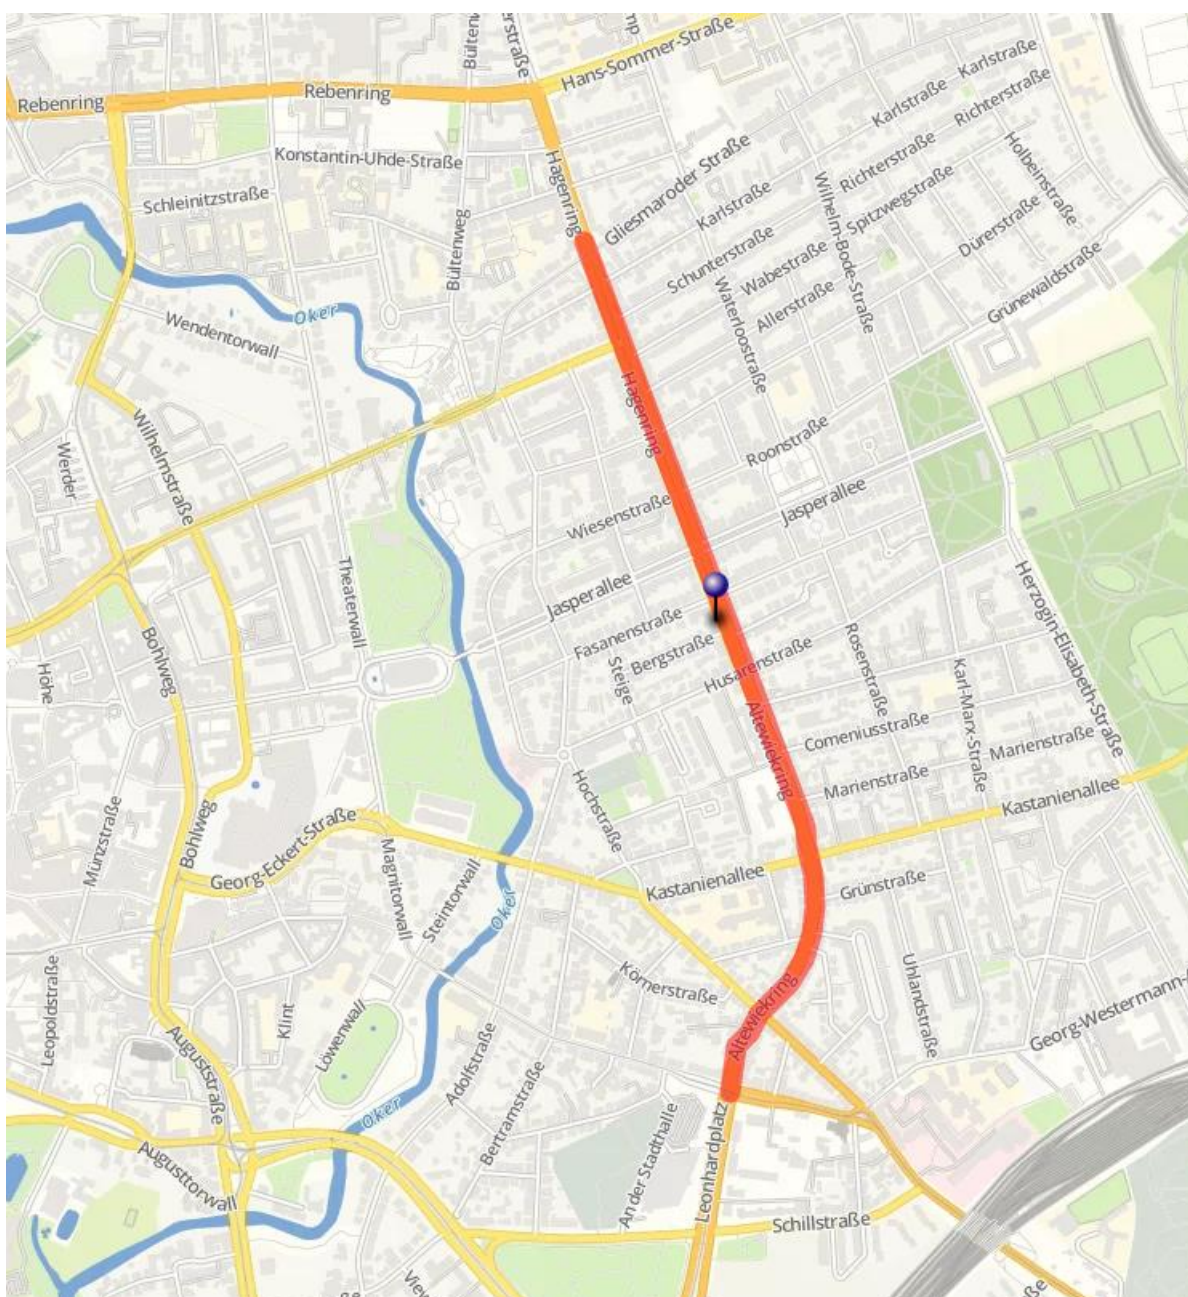 Bülten
erstraße
mp
Hans-Sommer-Straße
Karlstraße
Rebenring
Rebenring
Karlstraße
Richterstraße
Konstantin-Uhde-Straße
Hagenring
Gliesmaroder Straße
Richterstraße
Holbeinstraße
Schleinitzstraße
Karlstraße
Wilhelm-Bode-Straße
Spitzwegstraße
Bültenweg
Schunterstraße
Wabestraße
Dürerstraße
Oker
Waterloostraße
Allerstraße
Grünewaldstraße
Wendentorwall
Hagenring
Wilhelmstraße
Werder
Roonstraße
Wiesenstraße
Jasperallee
Theaterwall
Jasperallee
Herzogin-Elisabeth-Straße
Bohlweg
Fasanenstraße
Bergstraße
Rosenstraße
Höhe
Steige
Husarenstraße
Karl-Marx-Straße
Altewiekring
Comeniusstraße
Marienstraße
Hochstraße
Marienstraße
Kastanienallee
Münzstraße
Bohlweg
Georg-Eckert-Straße
Magnitorwall
Steintorwall
Kastanienallee
Grünstraße
Oker
Leopoldstraße
Klint
Löwenwall
Körnerstraße
Altewiekring
Uhlandstraße
Georg-Westermann-
Auguststraße
Adolfstraße
Bertramstraße
Oker
Augusttorwall
An der Stadthalle
Leonhardplatz
Schillstraße
View